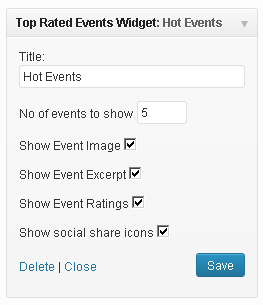 Top Rated Events Widget: Hot Events
Title:
Hot Events
No of events to show 5
Show Event Image
Show Event Excerpt
Show Event Ratings
Show social share icons
Delete | Close Save